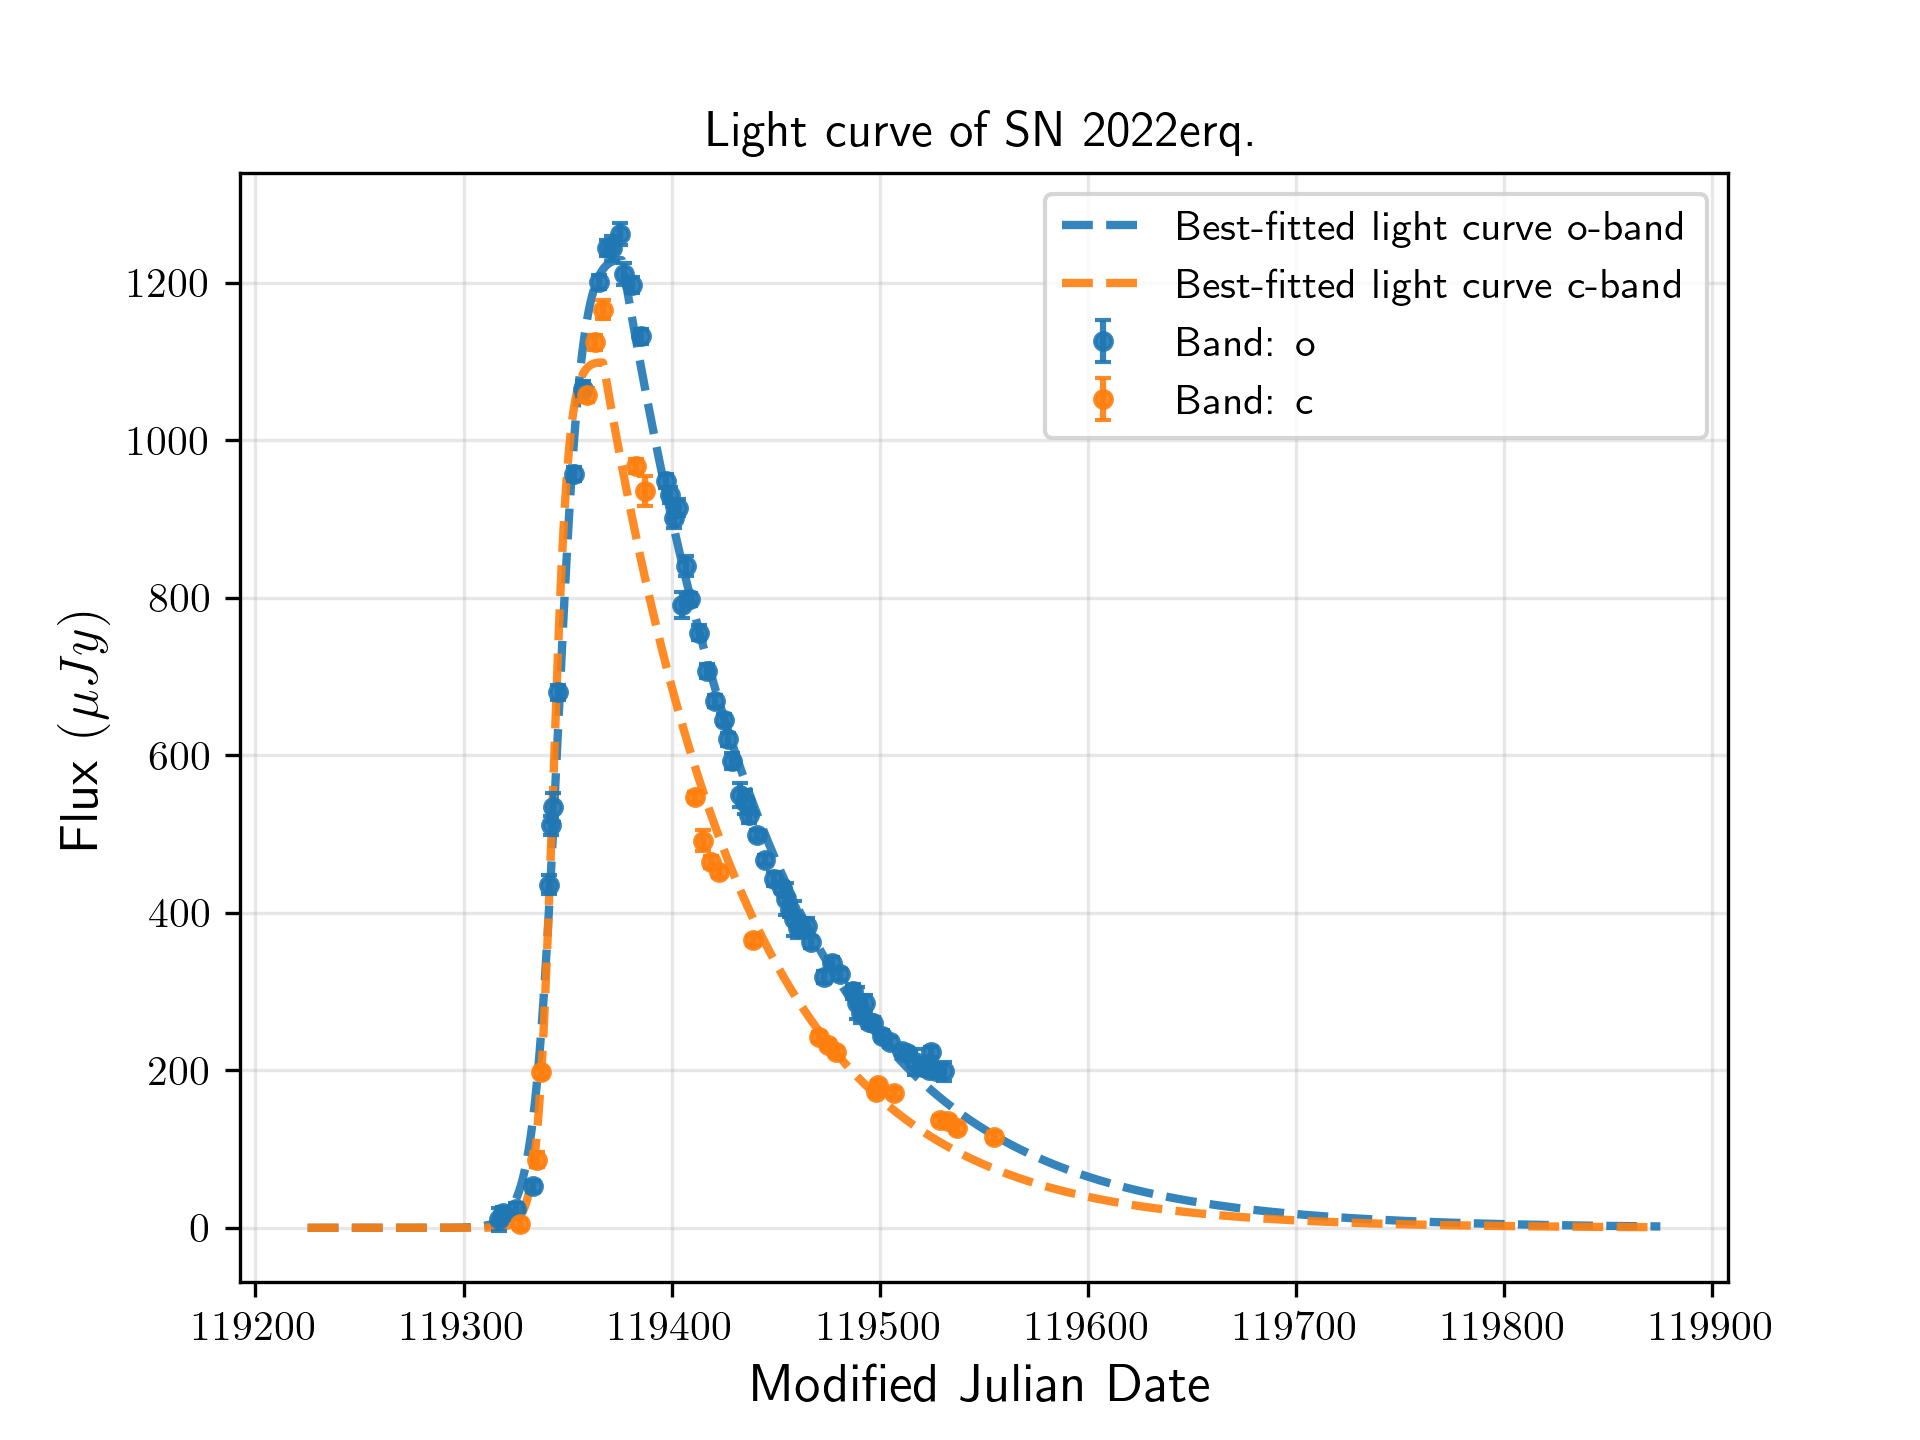 Light curve of SN 2022erq.
Best-fitted light curve o-band
Best-fitted light curve c-band
Band: o
Band: c
Flux (μJy)
1200
1000
800
600
400
200
0
119200 119300 119400 119500 119600 119700 119800 119900
Modified Julian Date